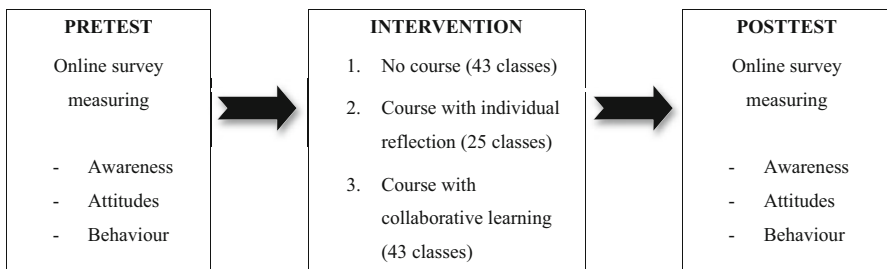 PRETEST
Online survey
measuring
- Awareness
- Attitudes
- Behaviour
INTERVENTION
1. No course (43 classes)
2. Course with individual
reflection (25 classes)
3. Course with
collaborative learning
(43 classes)
POSTTEST
Online survey
measuring
- Awareness
- Attitudes
- Behaviour